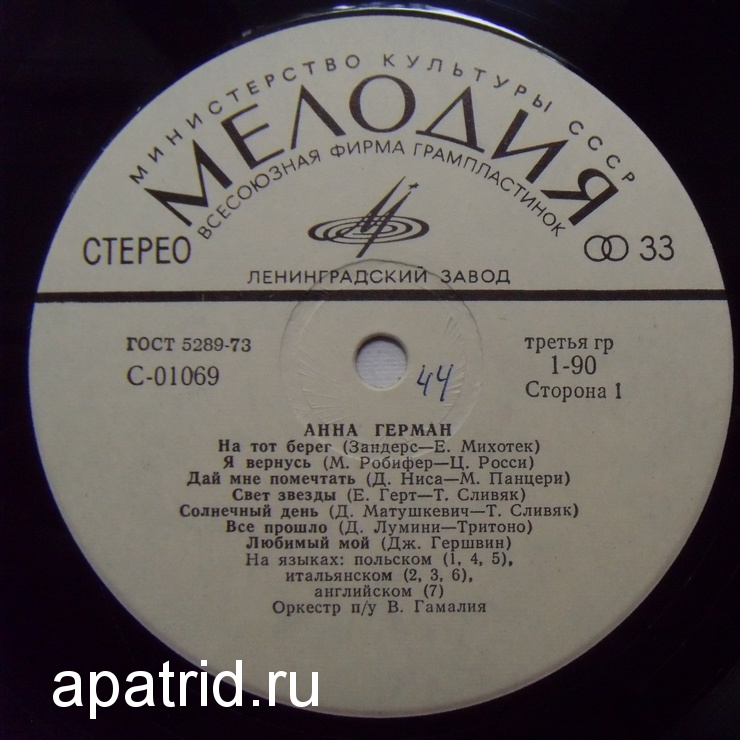 МИНИСТЕРСТВО КУЛЬТУРЫ СССР
МЕЛОДИЯ
ВСЕСОЮЗНАЯ ФИРМА ГРАМПЛАСТИНОК
СТЕРЕО
33
ЛЕНИНГРАДСКИЙ ЗАВОД
ГОСТ 5289-73
третья гр
С-01069
1-90
44
Сторона 1
АННА ГЕРМАН
На тот берег (Зандерс—Е. Михотек)
Я вернусь (М. Робифер—Ц. Росси)
Дай мне помечтать (Д. Ниса—М. Панцери)
Свет звезды (Е. Герт—Т. Сливяк)
Солнечный день (Д. Матушкевич—Т. Сливяк)
Все прошло (Д. Лумини—Тритоно)
Любимый мой (Дж. Гершвин)
На языках: польском (1, 4, 5),
итальянском (2, 3, 6),
английском (7)
Оркестр п/у В. Гамалия
apatrid.ru